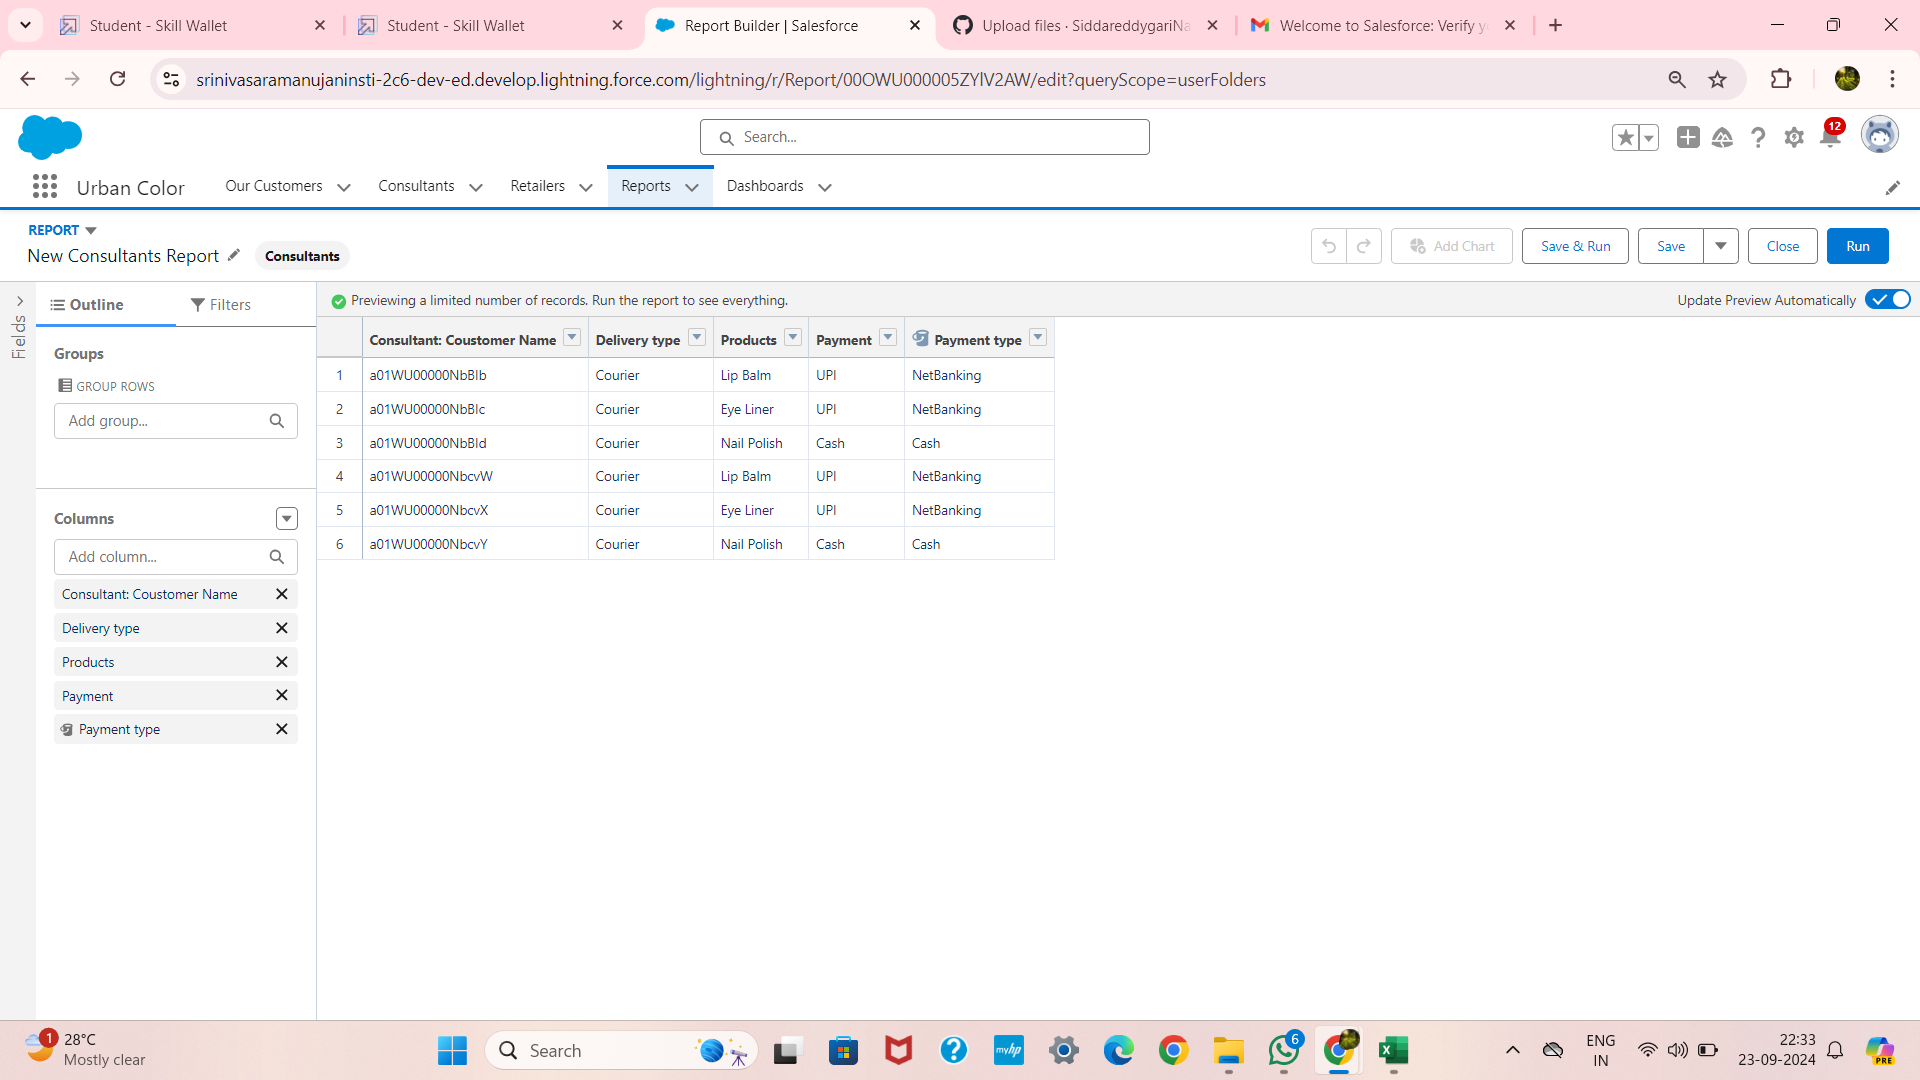 Student - Skill Wallet
Student - Skill Wallet
Report Builder | Salesforce
Upload files · SiddareddygariNa
Welcome to Salesforce: Verify y
srinivasaramanujaninsti-2c6-dev-ed.develop.lightning.force.com/lightning/r/Report/00OWU000005ZYlV2AW/edit?queryScope=userFolders
Search...
12
Urban Color
Our Customers
Consultants
Retailers
Reports
Dashboards
REPORT
New Consultants Report
Consultants
Add Chart
Save & Run
Save
Close
Run
Fields
Outline
Filters
Previewing a limited number of records. Run the report to see everything.
Update Preview Automatically
Groups
GROUP ROWS
Add group...
Columns
Add column...
Consultant: Coustomer Name
Delivery type
Products
Payment
Payment type
Consultant: Coustomer Name Delivery type Products Payment Payment type
1 a01WU00000NbBIb Courier Lip Balm UPI NetBanking
2 a01WU00000NbBIc Courier Eye Liner UPI NetBanking
3 a01WU00000NbBId Courier Nail Polish Cash Cash
4 a01WU00000NbcvW Courier Lip Balm UPI NetBanking
5 a01WU00000NbcvX Courier Eye Liner UPI NetBanking
6 a01WU00000NbcvY Courier Nail Polish Cash Cash
1
28°C
Mostly clear
Search
myhp
6
ENG
IN
22:33
23-09-2024
PRE